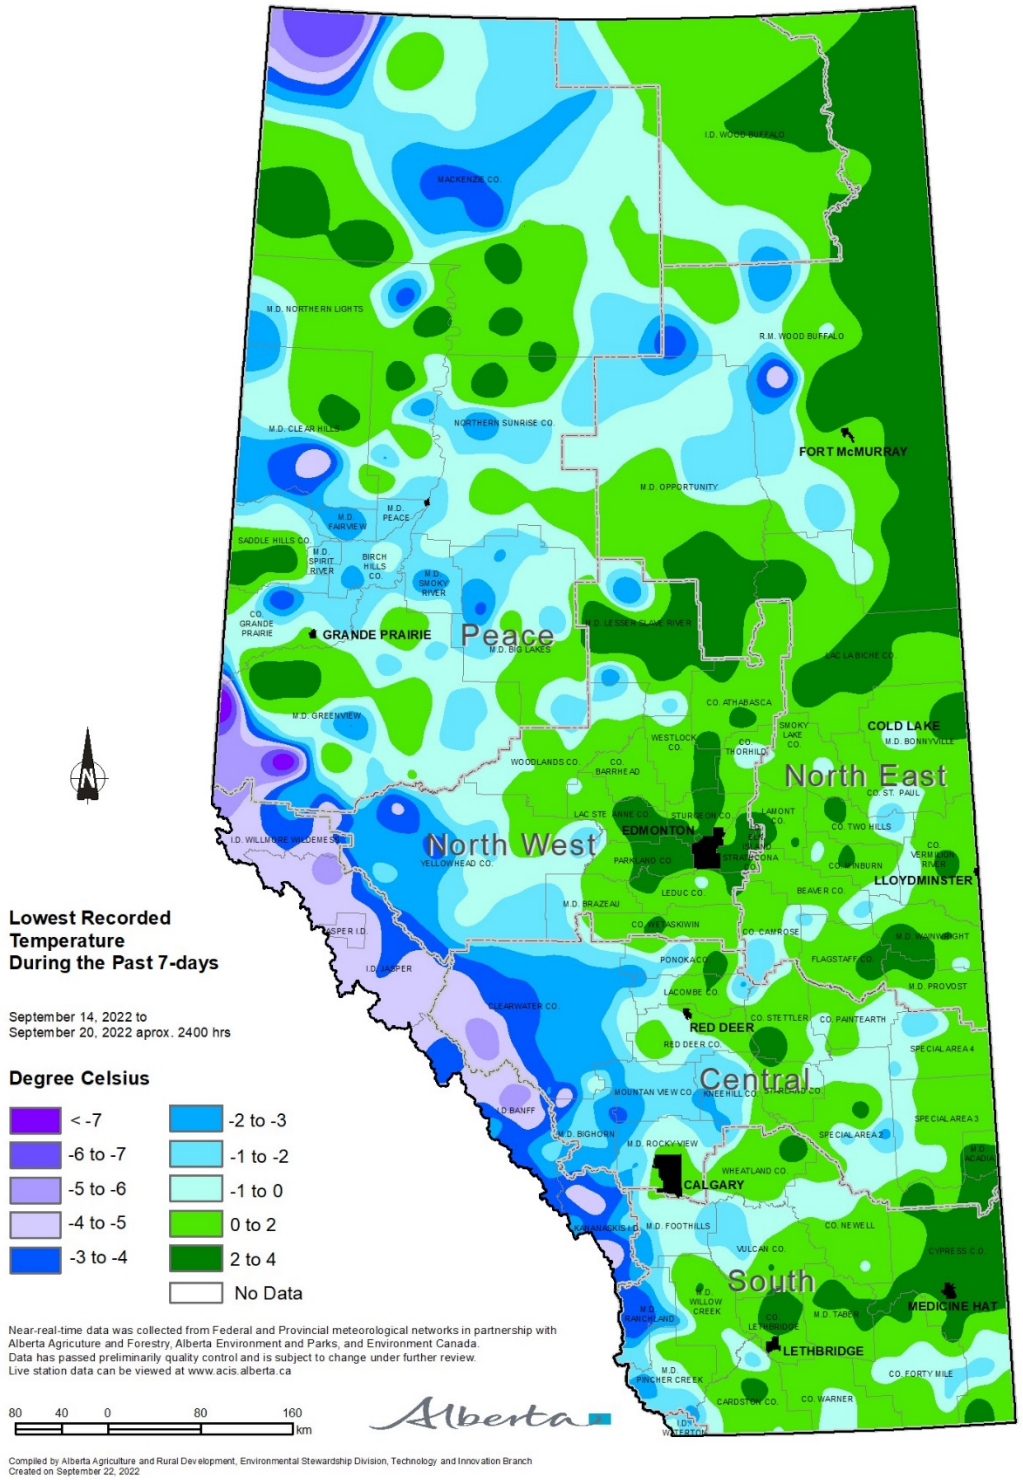 I.D. WOOD BUFFALO
MACKENZIE CO.
M.D. NORTHERN LIGHTS
R.M. WOOD BUFFALO
M.D. CLEAR HILLS
NORTHERN SUNRISE CO.
FORT McMURRAY
M.D. OPPORTUNITY
M.D.
FAIRVIEW
M.D.
PEACE
SADDLE HILLS CO.
M.D.
SPIRIT
RIVER
BIRCH
HILLS
CO.
M.D.
SMOKY
RIVER
CO.
GRANDE
PRAIRIE
GRANDE PRAIRIE
Peace
M.D. BIG LAKES
M.D. LESSER SLAVE RIVER
LAC LA BICHE CO.
M.D. GREENVIEW
CO. ATHABASCA
COLD LAKE
M.D. BONNYVILLE
WESTLOCK
CO.
CO.
THORHILD
SMOKY
LAKE
CO.
WOODLANDS CO.
CO.
BARRHEAD
North East
CO. ST. PAUL
LAC STE ANNE CO.
STURGEON CO.
LAMONT
CO.
CO. TWO HILLS
EDMONTON
ELK
ISLAND
STRATHCONA
CO.
I.D. WILLMORE WILDERNESS
North West
YELLOWHEAD CO.
PARKLAND CO.
CO. MINBURN
CO.
VERMILION
RIVER
LLOYDMINSTER
LEDUC CO.
BEAVER CO.
M.D. BRAZEAU
CO. WETASKIWIN
CO. CAMROSE
M.D. WAINWRIGHT
JASPER I.D.
I.D. JASPER
PONOKA CO.
FLAGSTAFF CO.
M.D. PROVOST
CLEARWATER CO.
LACOMBE CO.
RED DEER
CO. STETTLER
CO. PAINTEARTH
RED DEER CO.
SPECIAL AREA 4
Central
MOUNTAIN VIEW CO.
KNEEHILL CO.
STARLAND CO.
I.D. BANFF
M.D. BIGHORN
M.D. ROCKY VIEW
SPECIAL AREA 2
SPECIAL AREA 3
M.D.
ACADIA
WHEATLAND CO.
CALGARY
KANANASKIS I.D.
M.D. FOOTHILLS
CO. NEWELL
VULCAN CO.
CYPRESS CO.
South
M.D.
WILLOW
CREEK
M.D.
RANCHLAND
CO.
LETHBRIDGE
M.D. TABER
MEDICINE HAT
LETHBRIDGE
M.D.
PINCHER CREEK
CO. FORTY MILE
CARDSTON CO.
CO. WARNER
I.D.
WATERTON
N
Lowest Recorded
Temperature
During the Past 7-days
September 14, 2022 to
September 20, 2022 aprox. 2400 hrs
Degree Celsius
< -7
-6 to -7
-5 to -6
-4 to -5
-3 to -4
-2 to -3
-1 to -2
-1 to 0
0 to 2
2 to 4
No Data
Near-real-time data was collected from Federal and Provincial meteorological networks in partnership with
Alberta Agricuture and Forestry, Alberta Environment and Parks, and Environment Canada.
Data has passed preliminarily quality control and is subject to change under further review.
Live station data can be viewed at www.acis.alberta.ca
80 40 0 80 160
km
Alberta
Compiled by Alberta Agriculture and Rural Development, Environmental Stewardship Division, Technology and Innovation Branch
Created on September 22, 2022